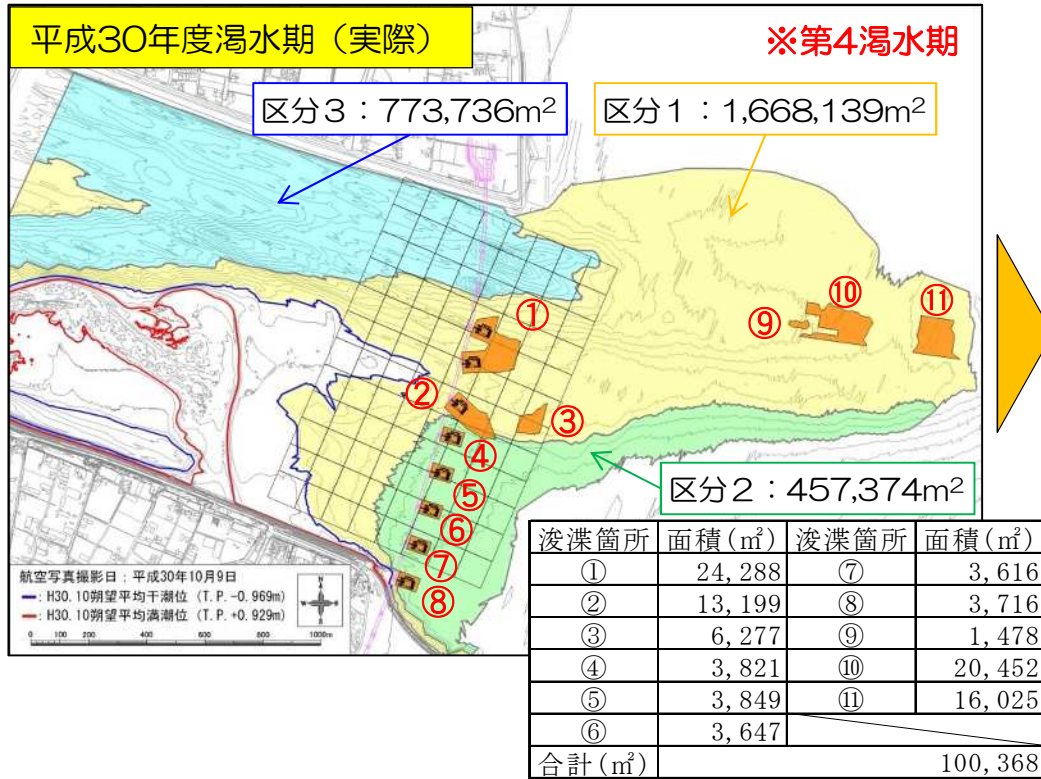 平成30年度渇水期（実際）
※第4渇水期
区分3：773,736m²
区分1：1,668,139m²
①
②
③
④
⑤
⑥
⑦
⑧
⑨
⑩
⑪
区分2：457,374m²
航空写真撮影日：平成30年10月9日
：H30.10朔望平均干潮位（T.P.-0.969m）
：H30.10朔望平均満潮位（T.P.+0.929m）
0 100 200 400 600 800 1000m
N
浚渫箇所 面積(㎡) 浚渫箇所 面積(㎡)
① 24,288 ⑦ 3,616
② 13,199 ⑧ 3,716
③ 6,277 ⑨ 1,478
④ 3,821 ⑩ 20,452
⑤ 3,849 ⑪ 16,025
⑥ 3,647
合計(㎡) 100,368